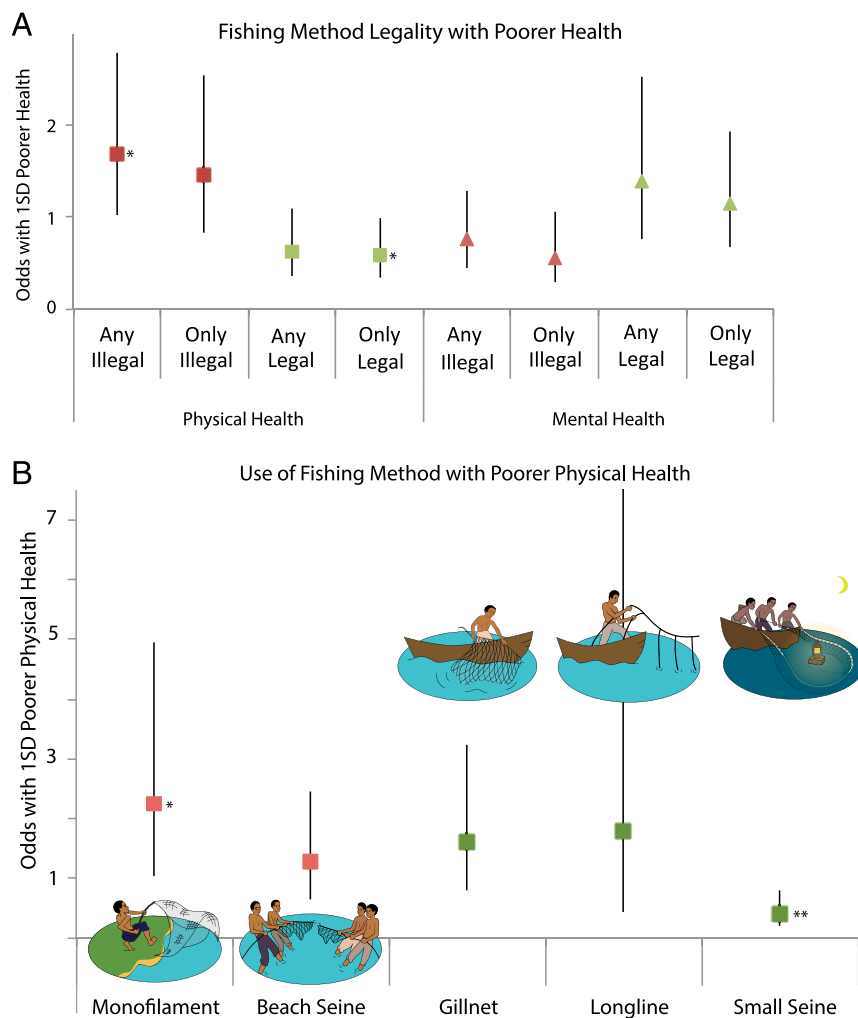 A
Fishing Method Legality with Poorer Health
Odds with 1SD Poorer Health
2
1
0
*
*
Any Illegal
Only Illegal
Any Legal
Only Legal
Any Illegal
Only Illegal
Any Legal
Only Legal
Physical Health
Mental Health
B
Use of Fishing Method with Poorer Physical Health
Odds with 1SD Poorer Physical Health
7
5
3
1
*
**
Monofilament
Beach Seine
Gillnet
Longline
Small Seine